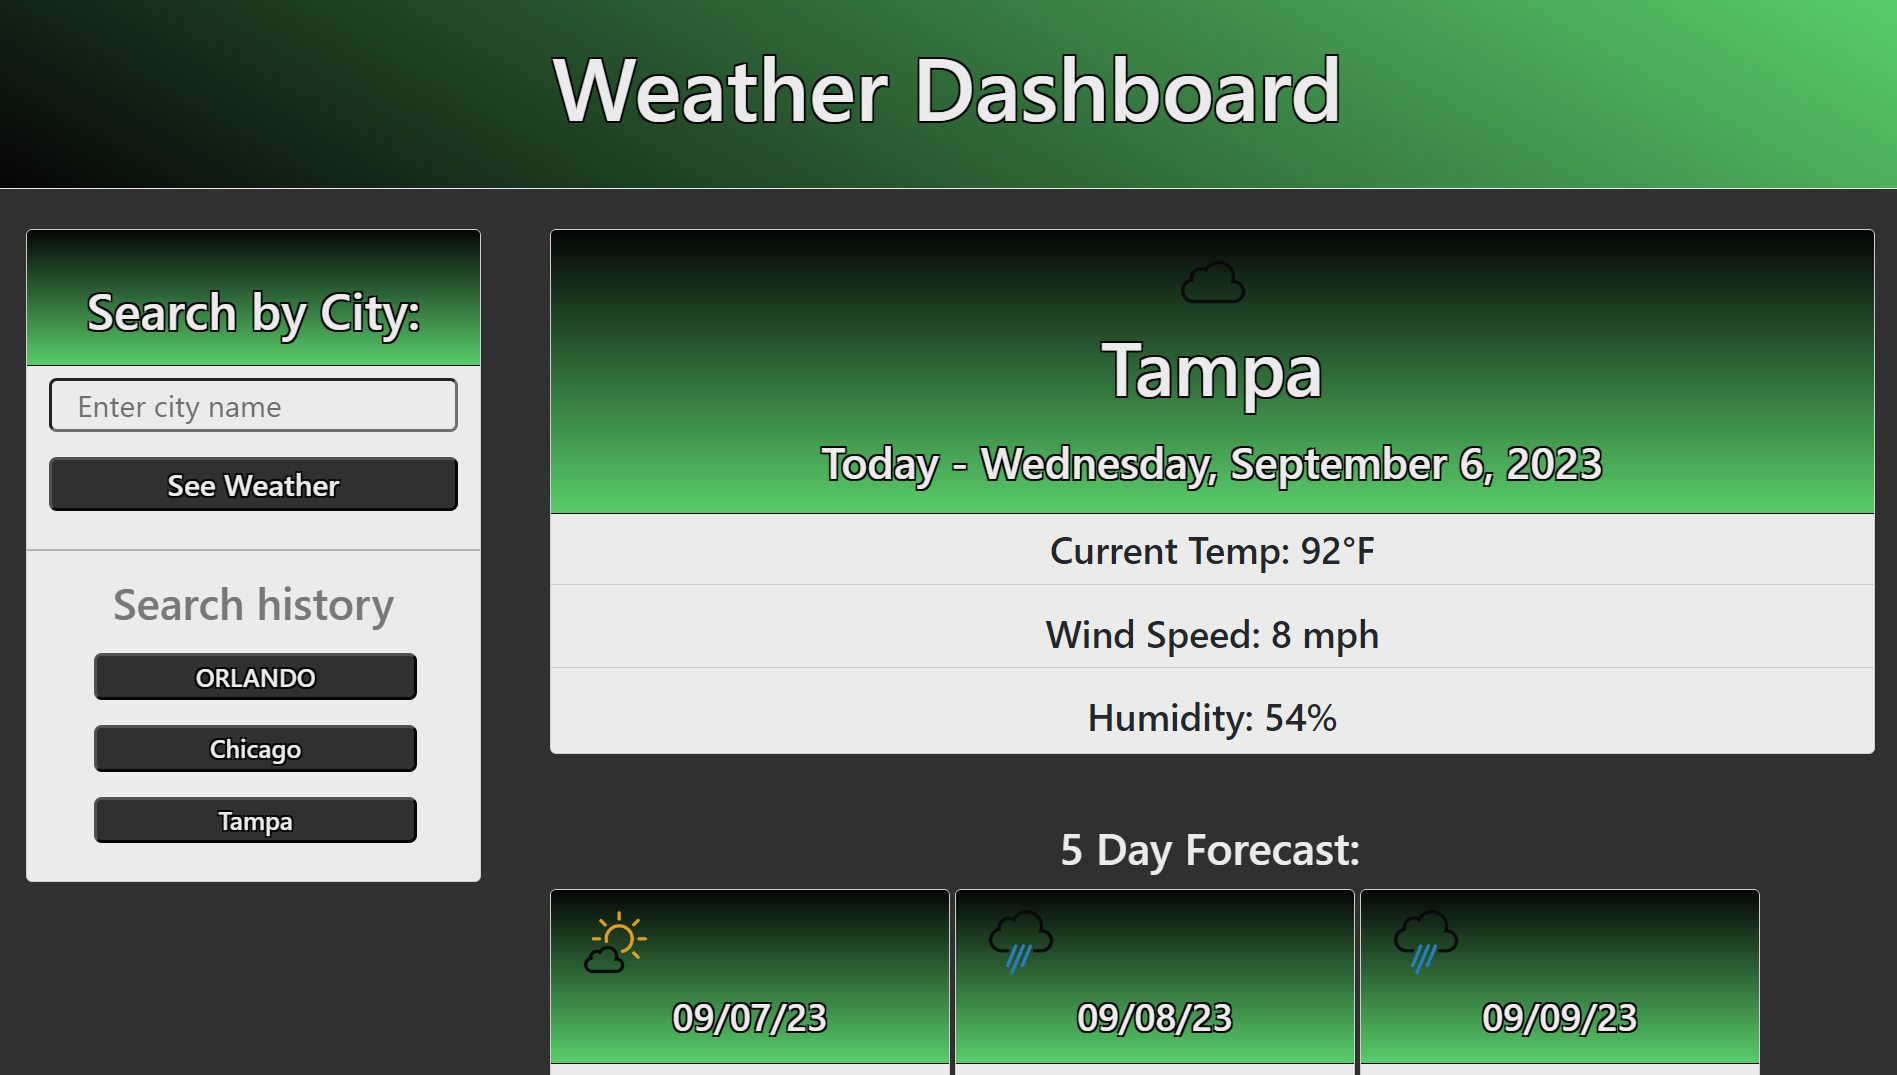 Weather Dashboard
Search by City:
Enter city name
See Weather
Search history
ORLANDO
Chicago
Tampa
Tampa
Today - Wednesday, September 6, 2023
Current Temp: 92°F
Wind Speed: 8 mph
Humidity: 54%
5 Day Forecast:
09/07/23
09/08/23
09/09/23